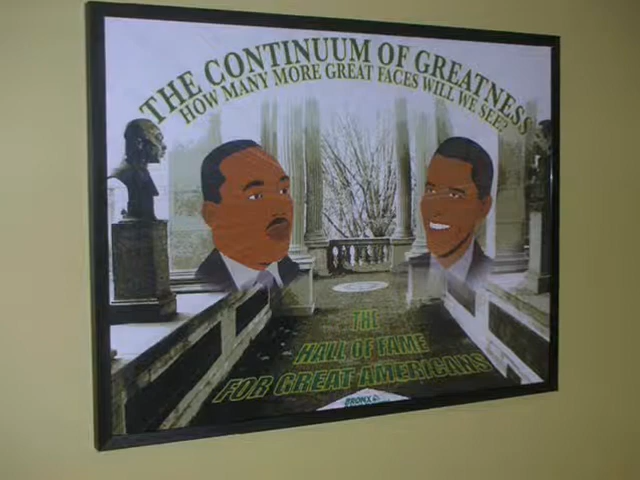 THE CONTINUUM OF GREATNESS
HOW MANY MORE GREAT FACES WILL WE SEE?
THE
HALL OF FAME
FOR GREAT AMERICANS
BRONX